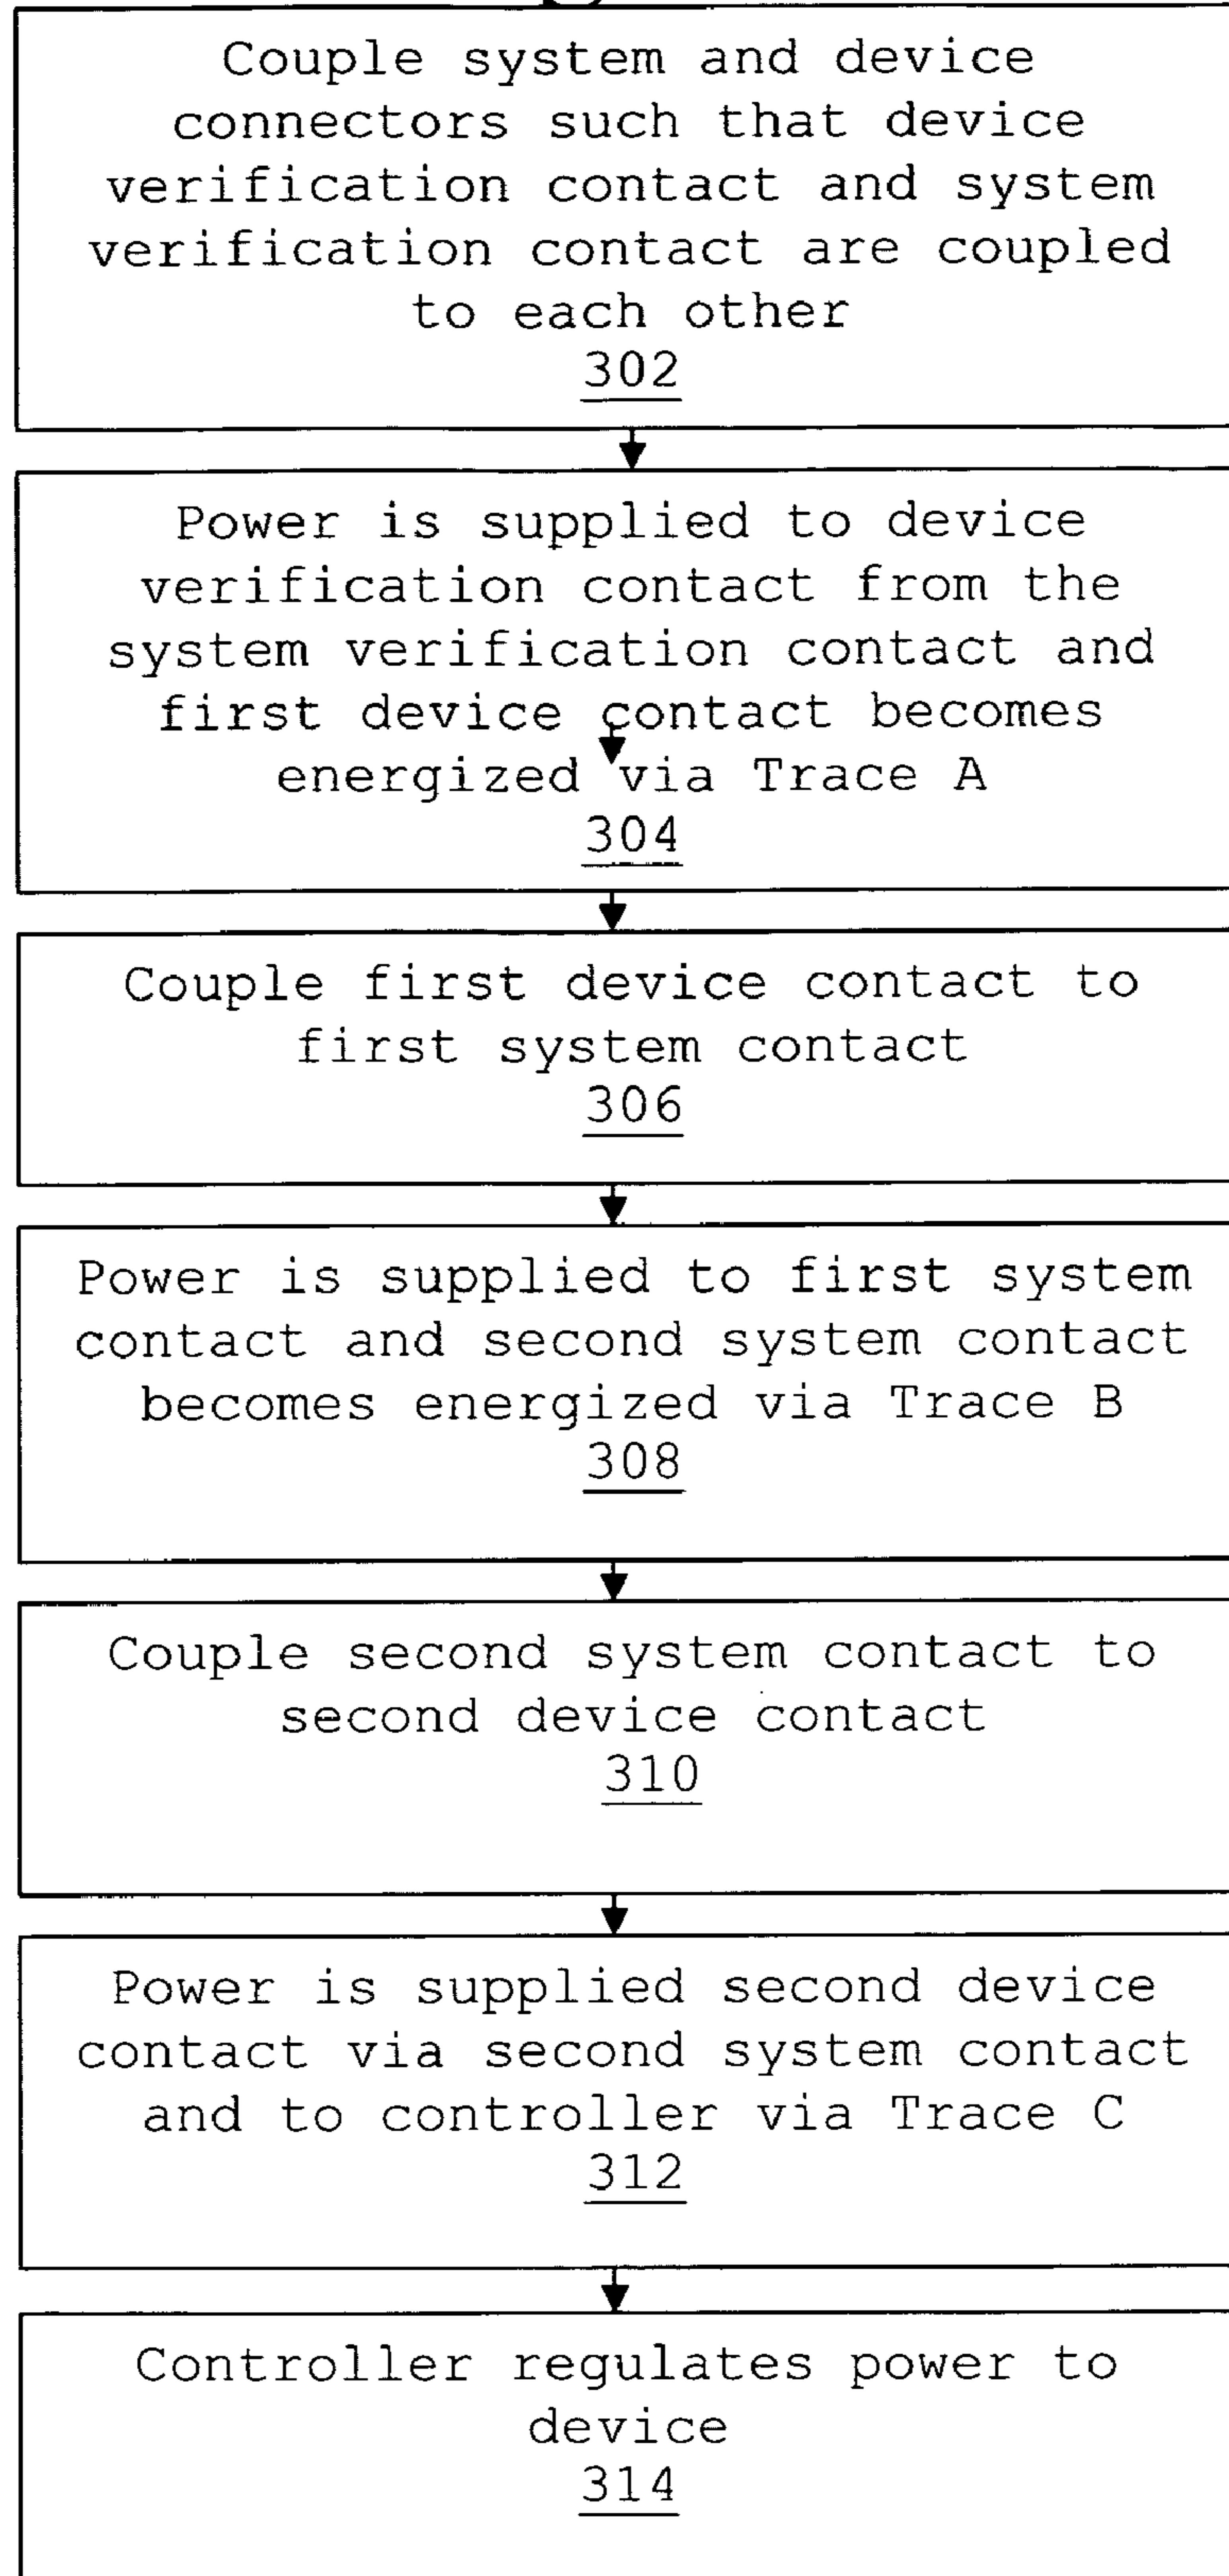 Couple system and device
connectors such that device
verification contact and system
verification contact are coupled
to each other
302
Power is supplied to device
verification contact from the
system verification contact and
first device contact becomes
energized via Trace A
304
Couple first device contact to
first system contact
306
Power is supplied to first system
contact and second system contact
becomes energized via Trace B
308
Couple second system contact to
second device contact
310
Power is supplied second device
contact via second system contact
and to controller via Trace C
312
Controller regulates power to
device
314